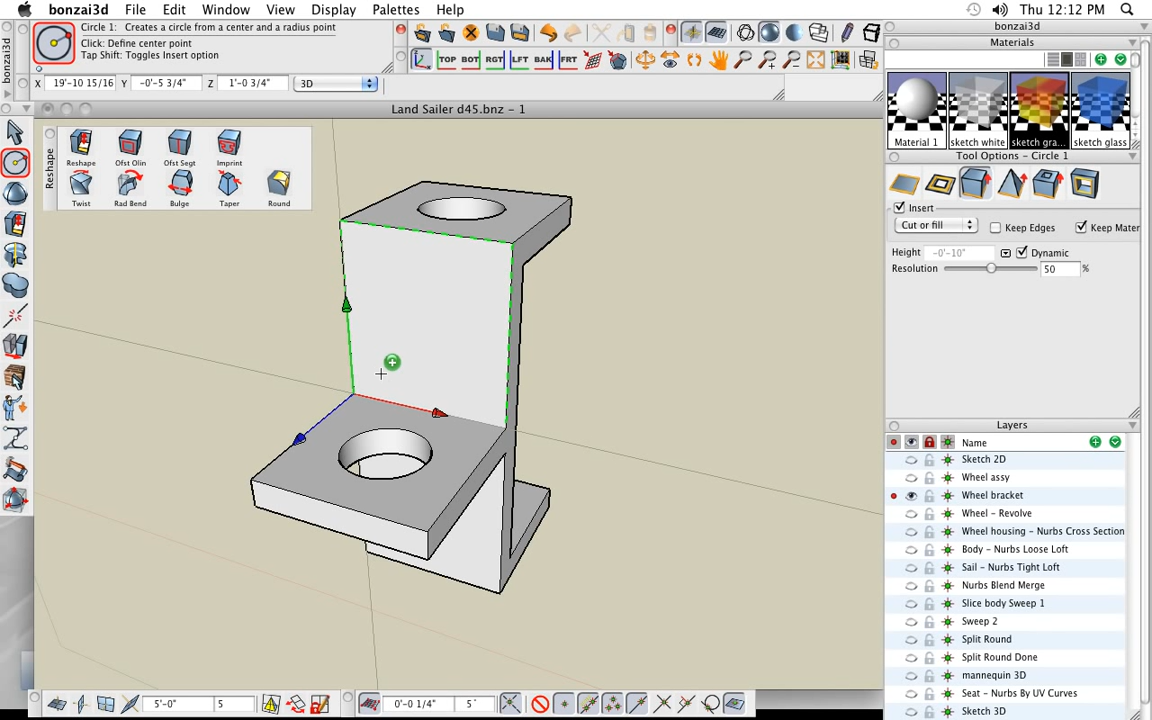 bonzai3d File Edit View Window Display Palettes Help
Thu 12:12 PM
bonzai3d
Circle 1: Creates a circle from a center and a radius point
Click: Define center point
Tap Shift: Toggles Insert option
TOP BOT RGT LFT BAK FRT
X 19'-10 15/16 Y -0'-5 3/4" Z 1'-0 3/4" 3D
Land Sailer d45.bnz - 1
Reshape
Reshape Ofst Olin Ofst Segt Imprint
Twist Rad Bend Bulge Taper Round
bonzai3d
Materials
Material 1 sketch white sketch gra... sketch glass
Tool Options - Circle 1
Insert
Cut or fill Keep Edges Keep Mater
Height -0'-10" Dynamic
Resolution 50 %
Layers
Name
Sketch 2D
Wheel assy
Wheel bracket
Wheel - Revolve
Wheel housing - Nurbs Cross Section
Body - Nurbs Loose Loft
Sail - Nurbs Tight Loft
Nurbs Blend Merge
Slice body Sweep 1
Sweep 2
Split Round
Split Round Done
mannequin 3D
Seat - Nurbs By UV Curves
Sketch 3D
5'-0" 5 0'-0 1/4" 5°